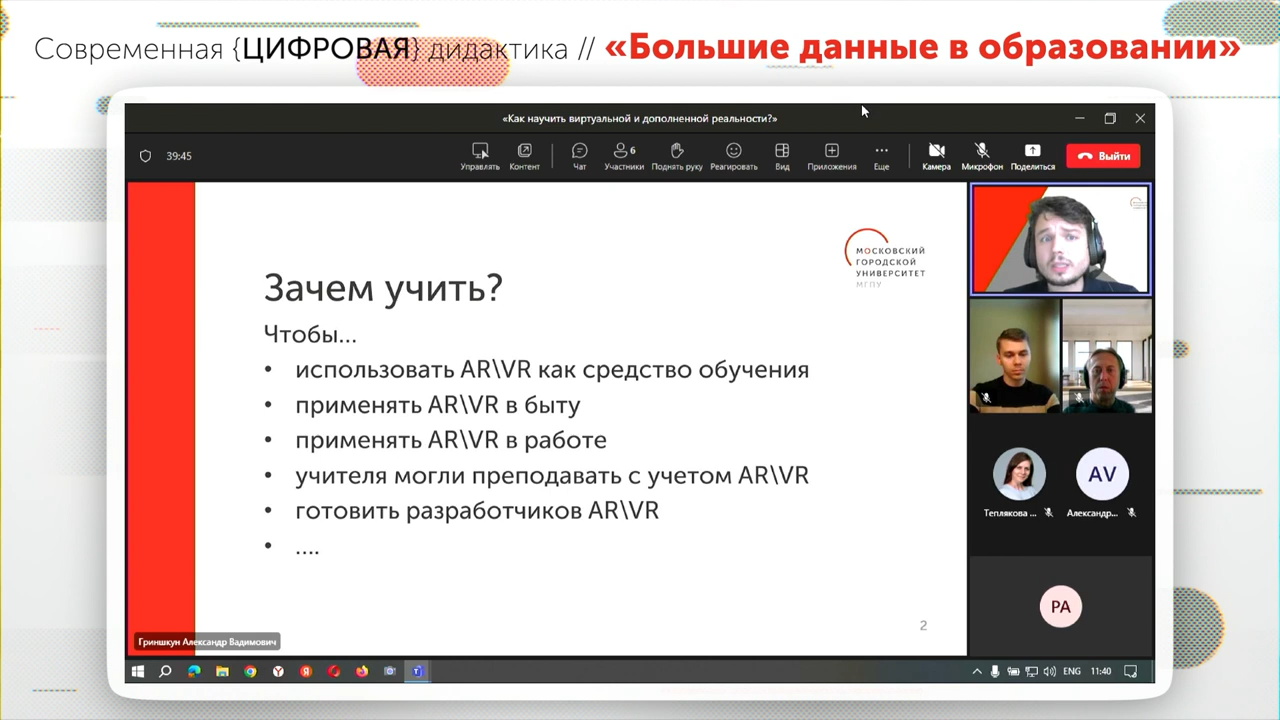 Современная {ЦИФРОВАЯ} дидактика // «Большие данные в образовании»
«Как научить виртуальной и дополненной реальности?»
39:45
Управлять
Контент
Чат
6
Участники
Поднять руку
Реагировать
Вид
Приложения
Еще
Камера
Микрофон
Поделиться
Выйти
МОСКОВСКИЙ
ГОРОДСКОЙ
УНИВЕРСИТЕТ
МГПУ
Зачем учить?
Чтобы...
• использовать AR\VR как средство обучения
• применять AR\VR в быту
• применять AR\VR в работе
• учителя могли преподавать с учетом AR\VR
• готовить разработчиков AR\VR
• ....
2
Гриншкун Александр Вадимович
AV
Теплякова ...
Александр...
PA
ENG
11:40